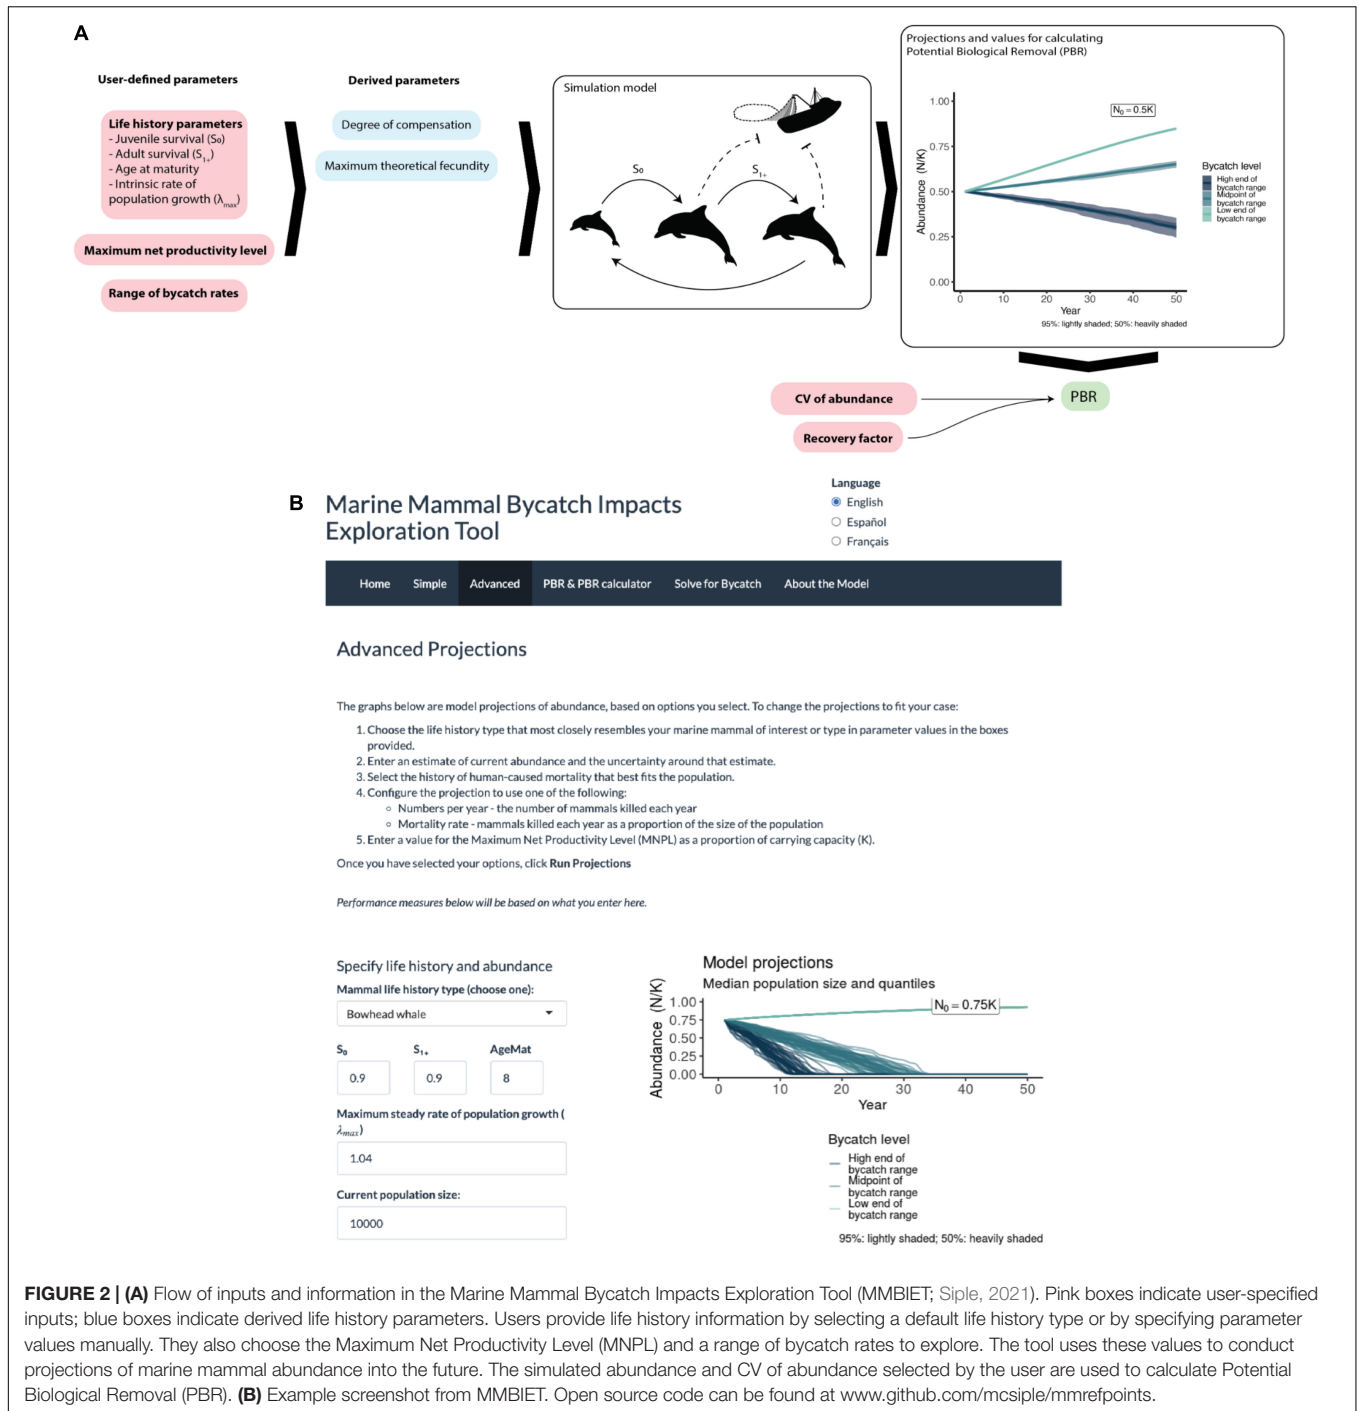 A
User-defined parameters
Life history parameters
- Juvenile survival (S₀)
- Adult survival (S₁₊)
- Age at maturity
- Intrinsic rate of
population growth (λmax)
Maximum net productivity level
Range of bycatch rates
Derived parameters
Degree of compensation
Maximum theoretical fecundity
Simulation model
S₀
S₁₊
Projections and values for calculating
Potential Biological Removal (PBR)
N₀ = 0.5K
Abundance (N/K)
1.00
0.75
0.50
0.25
0.00
0 10 20 30 40 50
Year
95%: lightly shaded; 50%: heavily shaded
Bycatch level
High end of
bycatch range
Midpoint of
bycatch range
Low end of
bycatch range
CV of abundance
Recovery factor
PBR
B
Marine Mammal Bycatch Impacts
Exploration Tool
Language
English
Español
Français
Home Simple Advanced PBR & PBR calculator Solve for Bycatch About the Model
Advanced Projections
The graphs below are model projections of abundance, based on options you select. To change the projections to fit your case:
1. Choose the life history type that most closely resembles your marine mammal of interest or type in parameter values in the boxes
provided.
2. Enter an estimate of current abundance and the uncertainty around that estimate.
3. Select the history of human-caused mortality that best fits the population.
4. Configure the projection to use one of the following:
◦ Numbers per year - the number of mammals killed each year
◦ Mortality rate - mammals killed each year as a proportion of the size of the population
5. Enter a value for the Maximum Net Productivity Level (MNPL) as a proportion of carrying capacity (K).
Once you have selected your options, click Run Projections
Performance measures below will be based on what you enter here.
Specify life history and abundance
Mammal life history type (choose one):
Bowhead whale
S₀ S₁₊ AgeMat
0.9 0.9 8
Maximum steady rate of population growth (
λmax)
1.04
Current population size:
10000
Model projections
Median population size and quantiles
Abundance (N/K)
1.00
0.75
0.50
0.25
0.00
N₀ = 0.75K
0 10 20 30 40 50
Year
Bycatch level
High end of
bycatch range
Midpoint of
bycatch range
Low end of
bycatch range
95%: lightly shaded; 50%: heavily shaded
FIGURE 2 | (A) Flow of inputs and information in the Marine Mammal Bycatch Impacts Exploration Tool (MMBIET; Siple, 2021). Pink boxes indicate user-specified
inputs; blue boxes indicate derived life history parameters. Users provide life history information by selecting a default life history type or by specifying parameter
values manually. They also choose the Maximum Net Productivity Level (MNPL) and a range of bycatch rates to explore. The tool uses these values to conduct
projections of marine mammal abundance into the future. The simulated abundance and CV of abundance selected by the user are used to calculate Potential
Biological Removal (PBR). (B) Example screenshot from MMBIET. Open source code can be found at www.github.com/mcsiple/mmrefpoints.